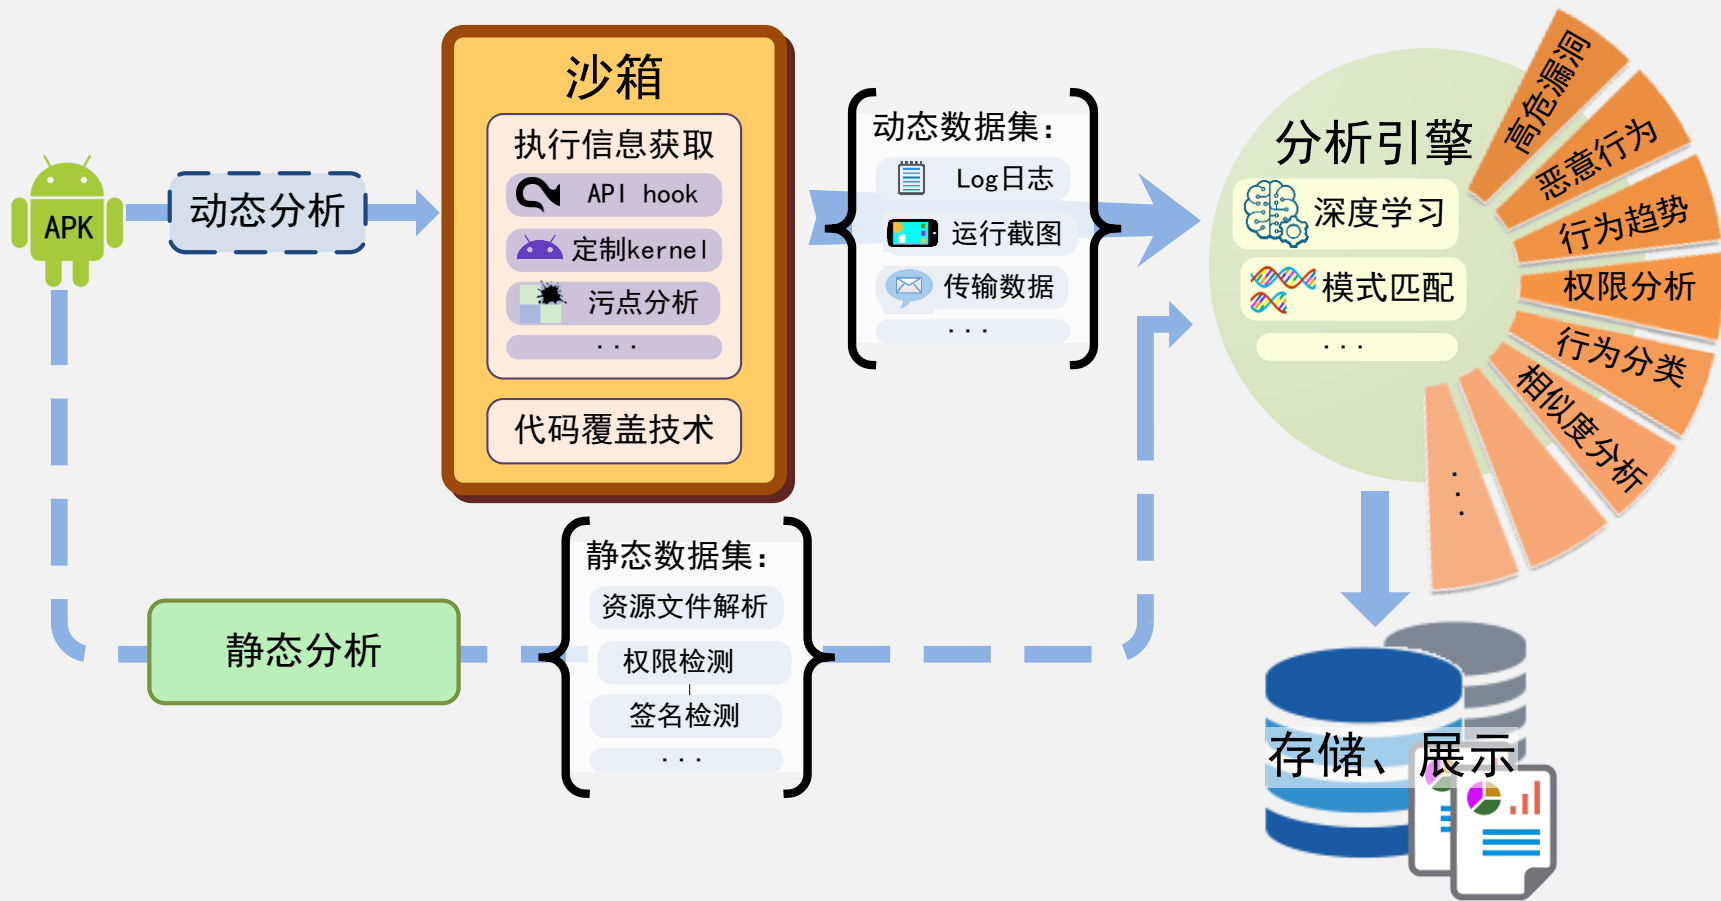 APK
动态分析
沙箱
执行信息获取
API hook
定制kernel
污点分析
...
代码覆盖技术
动态数据集：
Log日志
运行截图
传输数据
...
静态分析
静态数据集：
资源文件解析
权限检测
签名检测
...
分析引擎
深度学习
模式匹配
...
高危漏洞
恶意行为
行为趋势
权限分析
行为分类
相似度分析
...
存储、展示